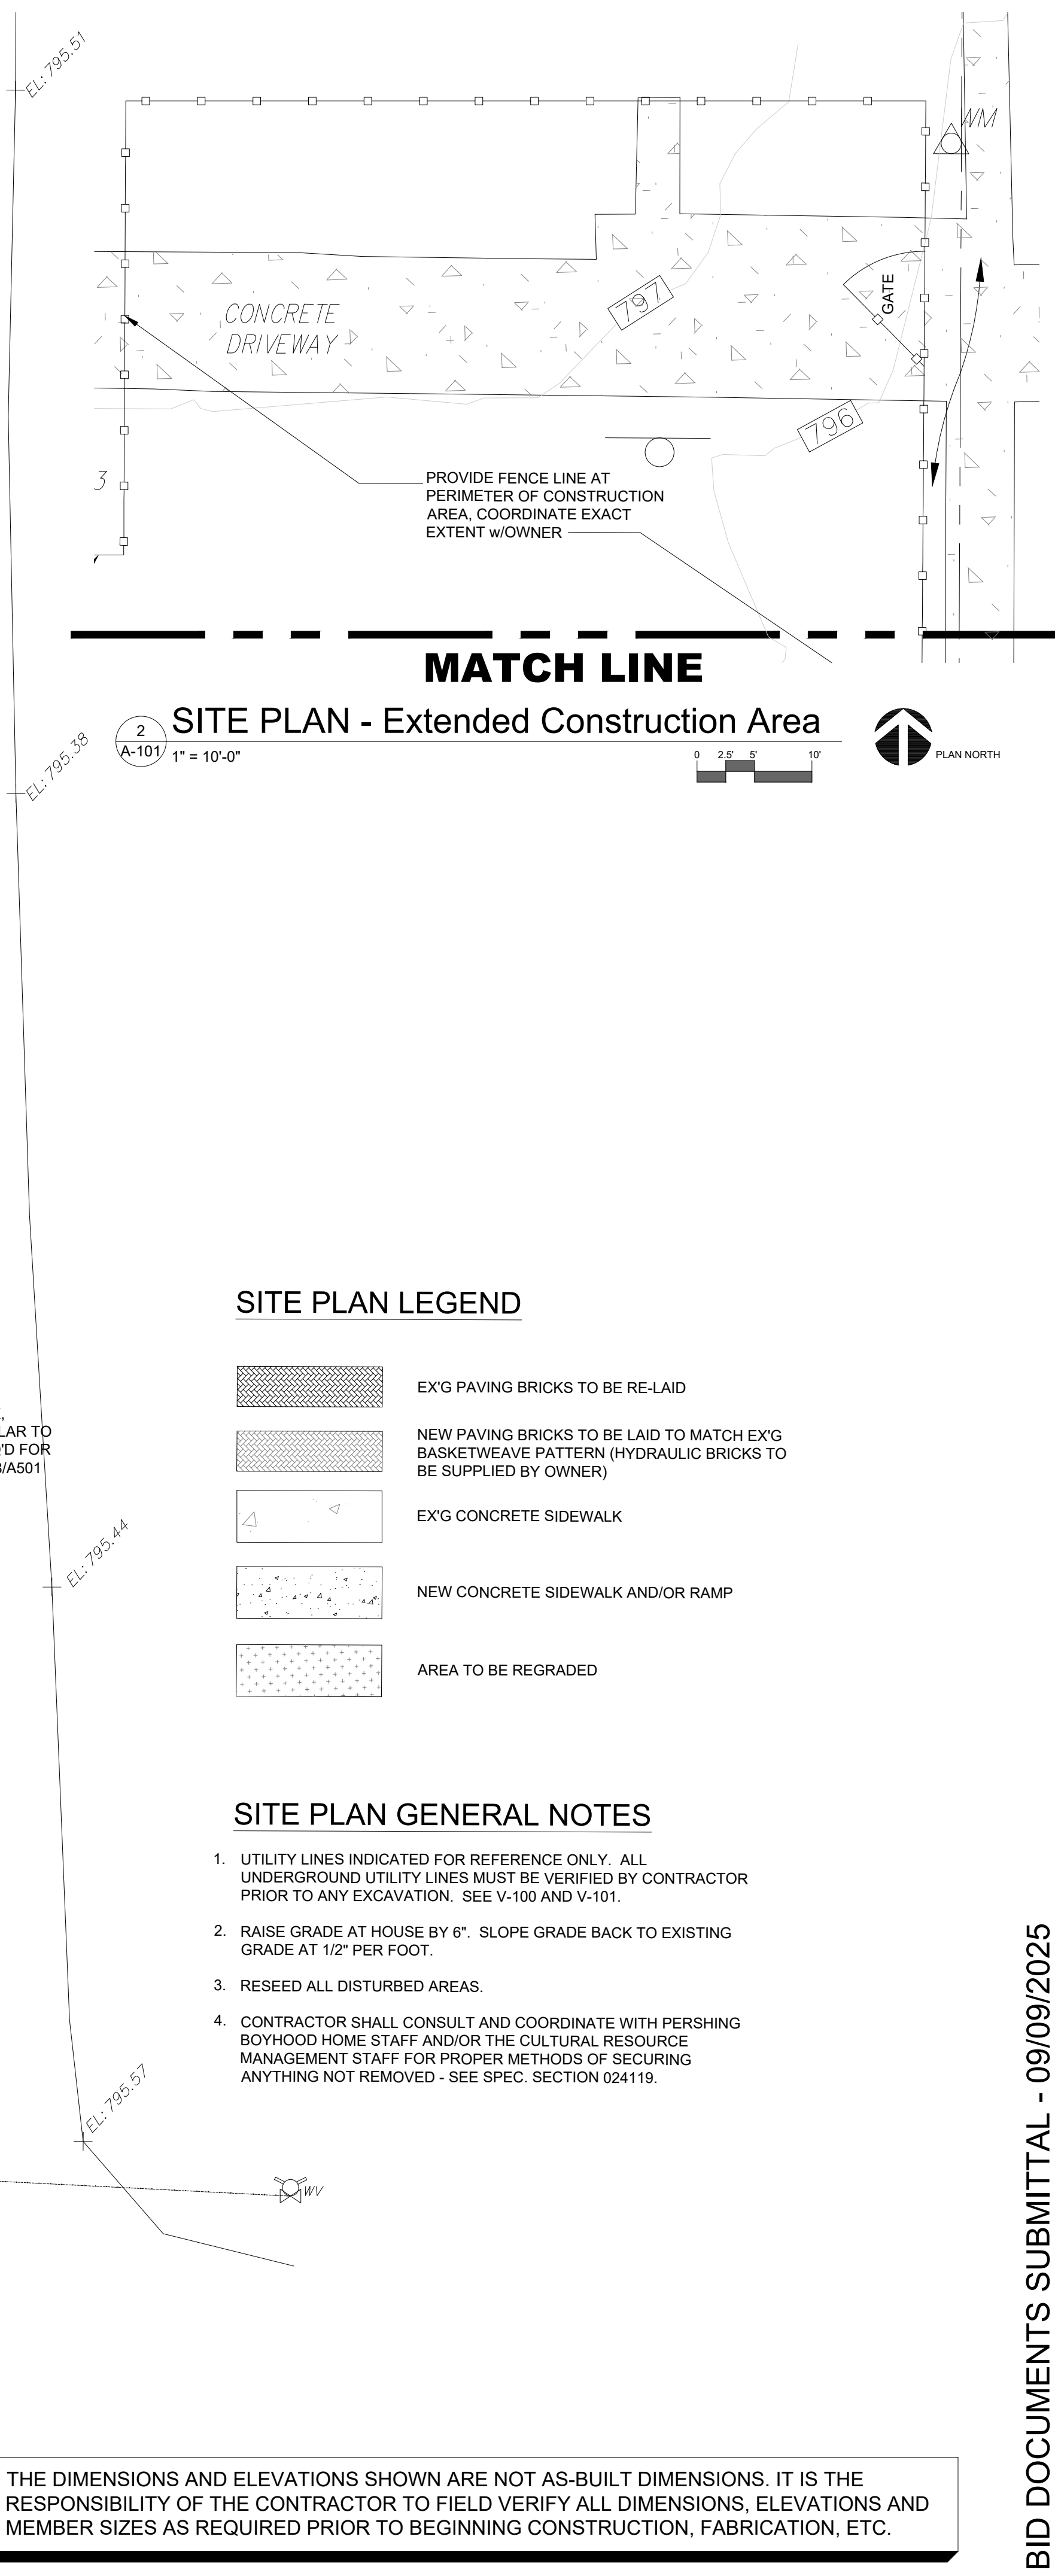 EL: 795.51
WM
GATE
CONCRETE
DRIVEWAY
797
796
3
PROVIDE FENCE LINE AT
PERIMETER OF CONSTRUCTION
AREA, COORDINATE EXACT
EXTENT w/OWNER
MATCH LINE
2
A-101
SITE PLAN - Extended Construction Area
1" = 10'-0"
0 2.5' 5' 10'
PLAN NORTH
EL: 795.38
SITE PLAN LEGEND
EX'G PAVING BRICKS TO BE RE-LAID
NEW PAVING BRICKS TO BE LAID TO MATCH EX'G
BASKETWEAVE PATTERN (HYDRAULIC BRICKS TO
BE SUPPLIED BY OWNER)
EX'G CONCRETE SIDEWALK
NEW CONCRETE SIDEWALK AND/OR RAMP
AREA TO BE REGRADED
,
LAR TO
'D FOR
/A501
EL: 795.44
SITE PLAN GENERAL NOTES
1. UTILITY LINES INDICATED FOR REFERENCE ONLY. ALL
UNDERGROUND UTILITY LINES MUST BE VERIFIED BY CONTRACTOR
PRIOR TO ANY EXCAVATION. SEE V-100 AND V-101.
2. RAISE GRADE AT HOUSE BY 6". SLOPE GRADE BACK TO EXISTING
GRADE AT 1/2" PER FOOT.
3. RESEED ALL DISTURBED AREAS.
4. CONTRACTOR SHALL CONSULT AND COORDINATE WITH PERSHING
BOYHOOD HOME STAFF AND/OR THE CULTURAL RESOURCE
MANAGEMENT STAFF FOR PROPER METHODS OF SECURING
ANYTHING NOT REMOVED - SEE SPEC. SECTION 024119.
EL: 795.57
WV
THE DIMENSIONS AND ELEVATIONS SHOWN ARE NOT AS-BUILT DIMENSIONS. IT IS THE
RESPONSIBILITY OF THE CONTRACTOR TO FIELD VERIFY ALL DIMENSIONS, ELEVATIONS AND
MEMBER SIZES AS REQUIRED PRIOR TO BEGINNING CONSTRUCTION, FABRICATION, ETC.
BID DOCUMENTS SUBMITTAL - 09/09/2025